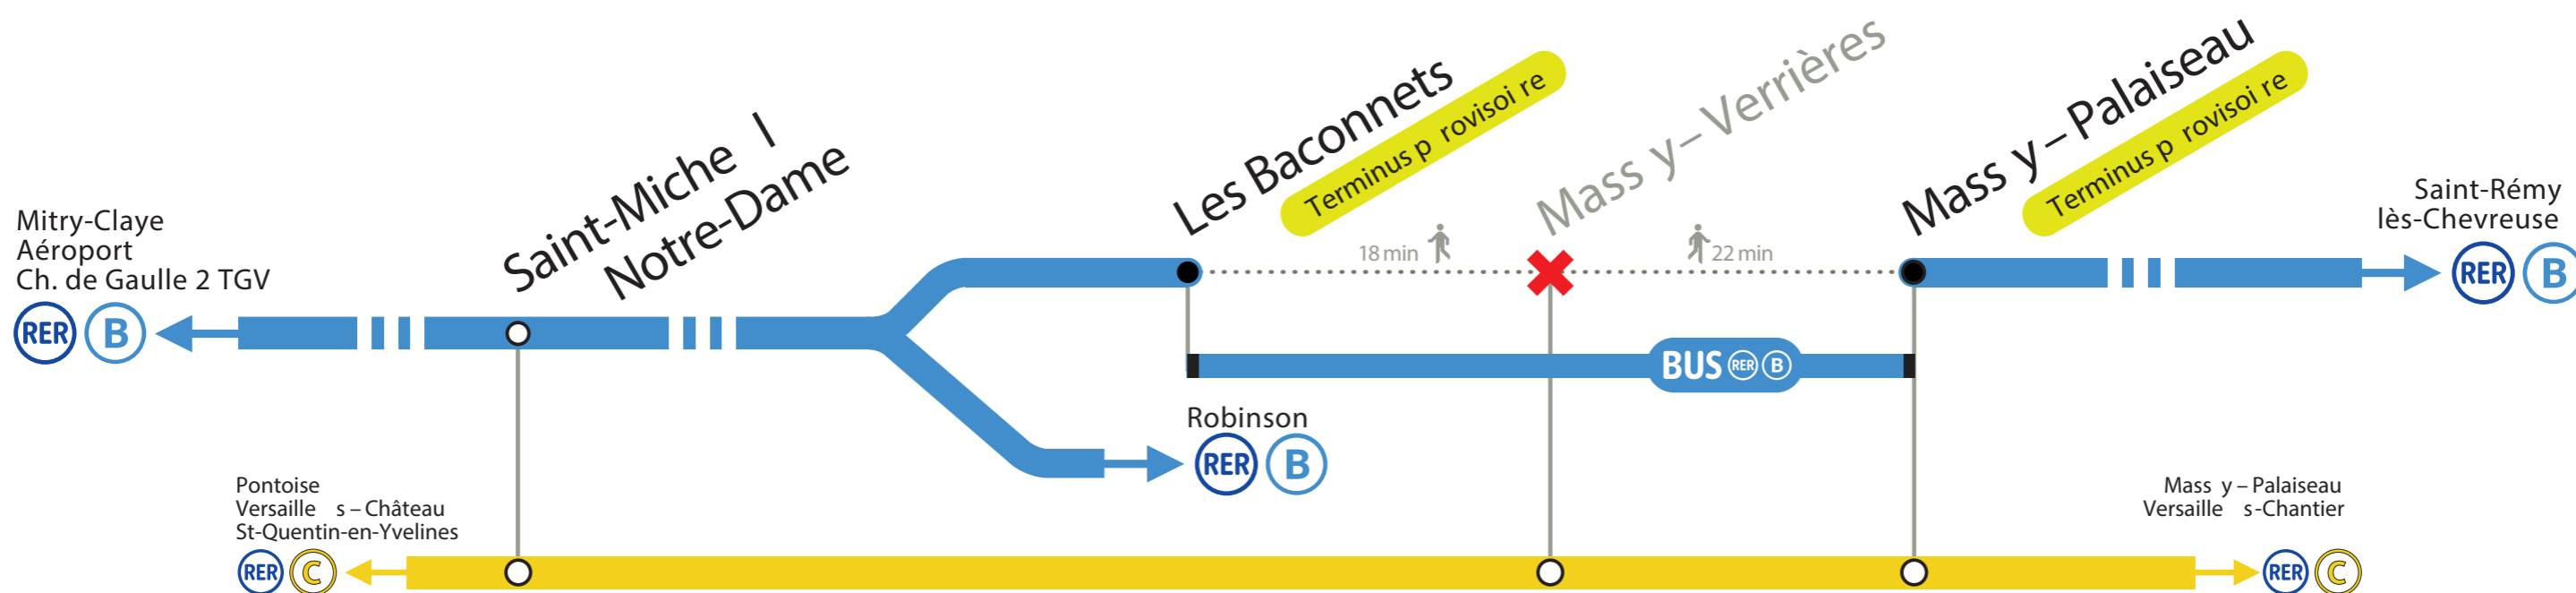 Mitry-Claye
Aéroport
Ch. de Gaulle 2 TGV
RER B
Saint-Miche l
Notre-Dame
Les Baconnets
Terminus p rovisoi re
Mass y – Verrières
Mass y – Palaiseau
Terminus p rovisoi re
18 min
22 min
Saint-Rémy
lès-Chevreuse
RER B
BUS RER B
Robinson
RER B
Pontoise
Versaille s – Château
St-Quentin-en-Yvelines
RER C
Mass y – Palaiseau
Versaille s-Chantier
RER C